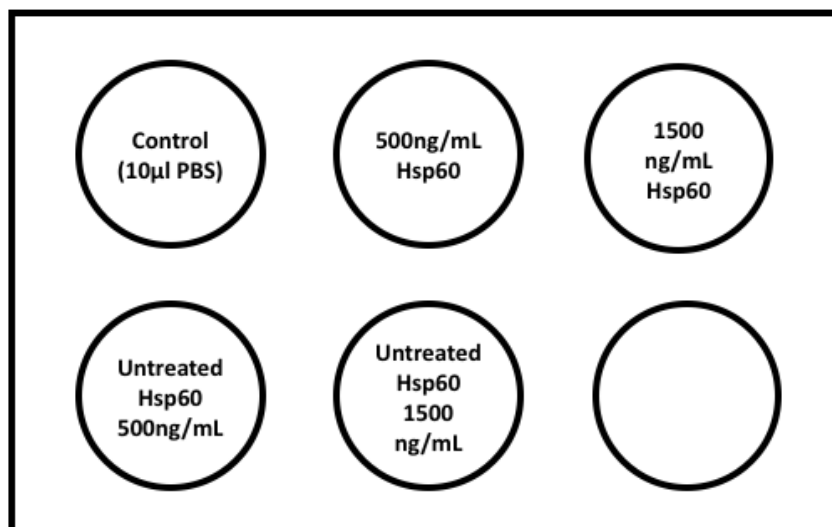 Control
(10µl PBS)
500ng/mL
Hsp60
1500
ng/mL
Hsp60
Untreated
Hsp60
500ng/mL
Untreated
Hsp60
1500
ng/mL